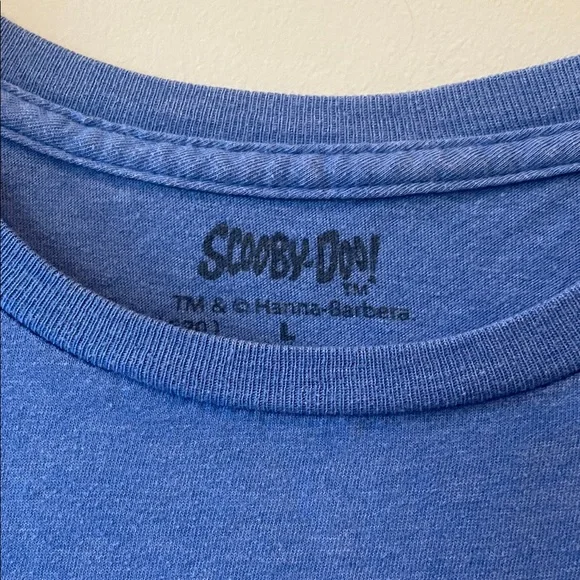 SCOOBY-DOO!
TM
TM & © Hanna-Barbera.
L